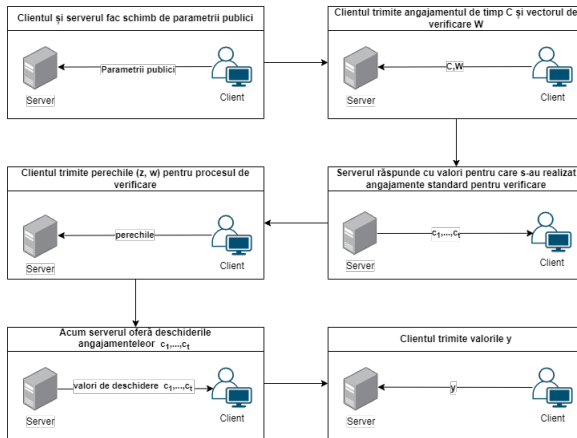 Clientul și serverul fac schimb de parametrii publici
Parametrii publici
Server
Client
Clientul trimite angajamentul de timp C și vectorul de
verificare W
C,W
Server
Client
Clientul trimite perechile (z, w) pentru procesul de
verificare
perechile
Server
Client
Serverul răspunde cu valori pentru care s-au realizat
angajamente standard pentru verificare
c₁,...,cₜ
Server
Client
Acum serverul oferă deschiderile
angajamenteleor c₁,...,cₜ
valori de deschidere c₁,...,cₜ
Server
Client
Clientul trimite valorile y
y
Server
Client